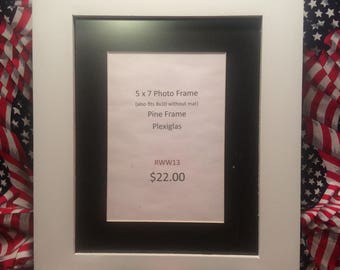 5 x 7 Photo Frame
(also fits 8x10 without mat)
Pine Frame
Plexiglas
RWW13
$22.00